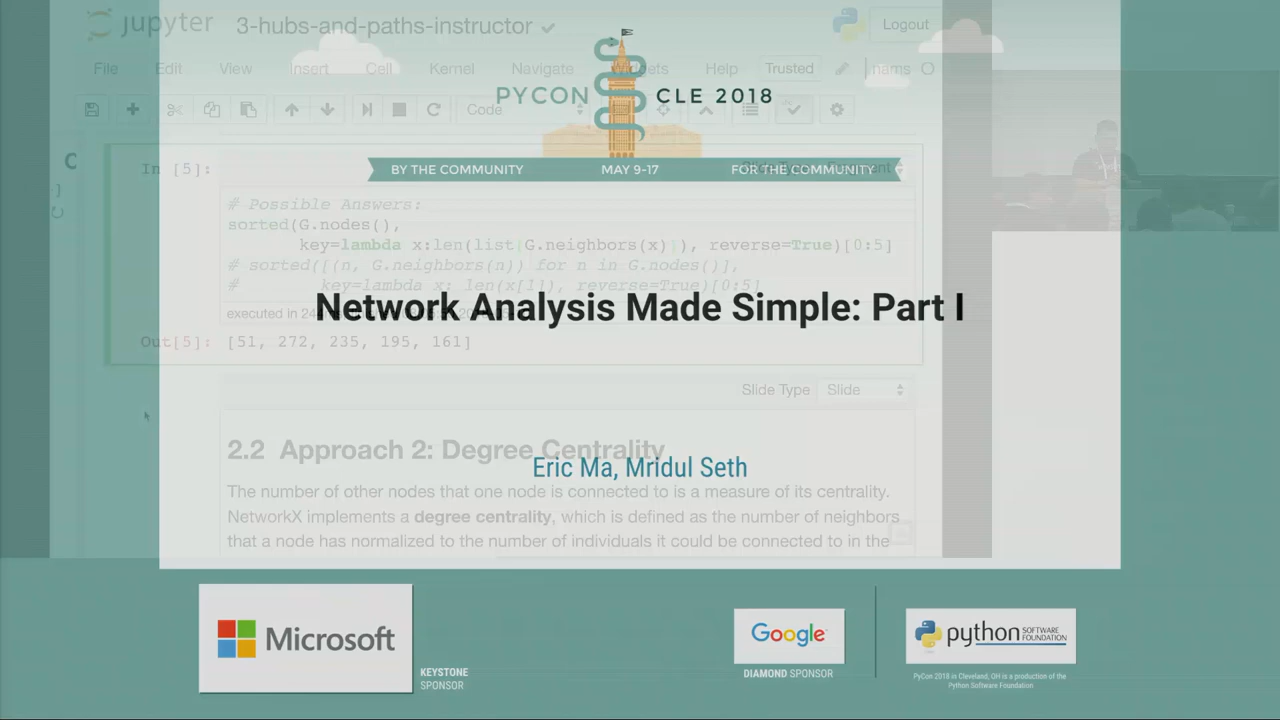 jupyter 3-hubs-and-paths-instructor
Logout
File Edit View Insert Cell Kernel Navigate Widgets Help Trusted nams
Code
PYCON CLE 2018
BY THE COMMUNITY MAY 9-17 FOR THE COMMUNITY
In [5]:
# Possible Answers:
sorted(G.nodes(),
key=lambda x:len(list(G.neighbors(x))), reverse=True)[0:5]
# sorted([(n, G.neighbors(n)) for n in G.nodes()],
# key=lambda x: len(x[1]), reverse=True)[0:5]
Network Analysis Made Simple: Part I
executed in
Out[5]: [51, 272, 235, 195, 161]
Slide Type Slide
2.2 Approach 2: Degree Centrality
Eric Ma, Mridul Seth
The number of other nodes that one node is connected to is a measure of its centrality.
NetworkX implements a degree centrality, which is defined as the number of neighbors
that a node has normalized to the number of individuals it could be connected to in the
Microsoft
KEYSTONE
SPONSOR
Google
DIAMOND SPONSOR
python SOFTWARE
FOUNDATION
PyCon 2018 in Cleveland, OH is a production of the
Python Software Foundation